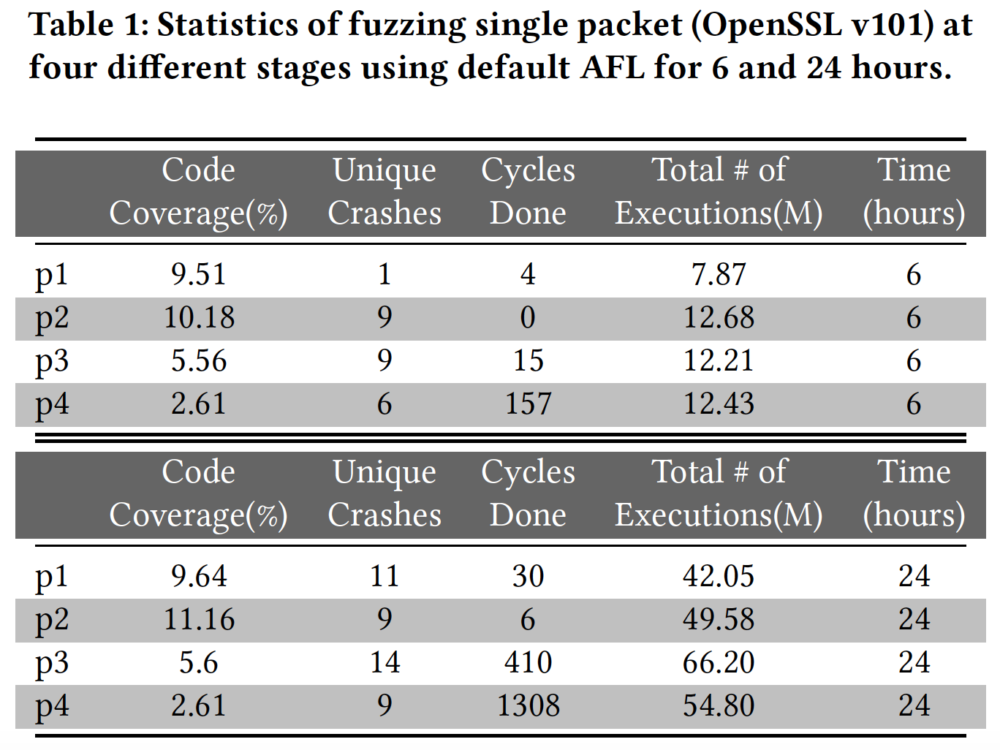 Table 1: Statistics of fuzzing single packet (OpenSSL v101) at
four different stages using default AFL for 6 and 24 hours.
Code Unique Cycles Total # of Time
Coverage(%) Crashes Done Executions(M) (hours)
p1 9.51 1 4 7.87 6
p2 10.18 9 0 12.68 6
p3 5.56 9 15 12.21 6
p4 2.61 6 157 12.43 6
Code Unique Cycles Total # of Time
Coverage(%) Crashes Done Executions(M) (hours)
p1 9.64 11 30 42.05 24
p2 11.16 9 6 49.58 24
p3 5.6 14 410 66.20 24
p4 2.61 9 1308 54.80 24